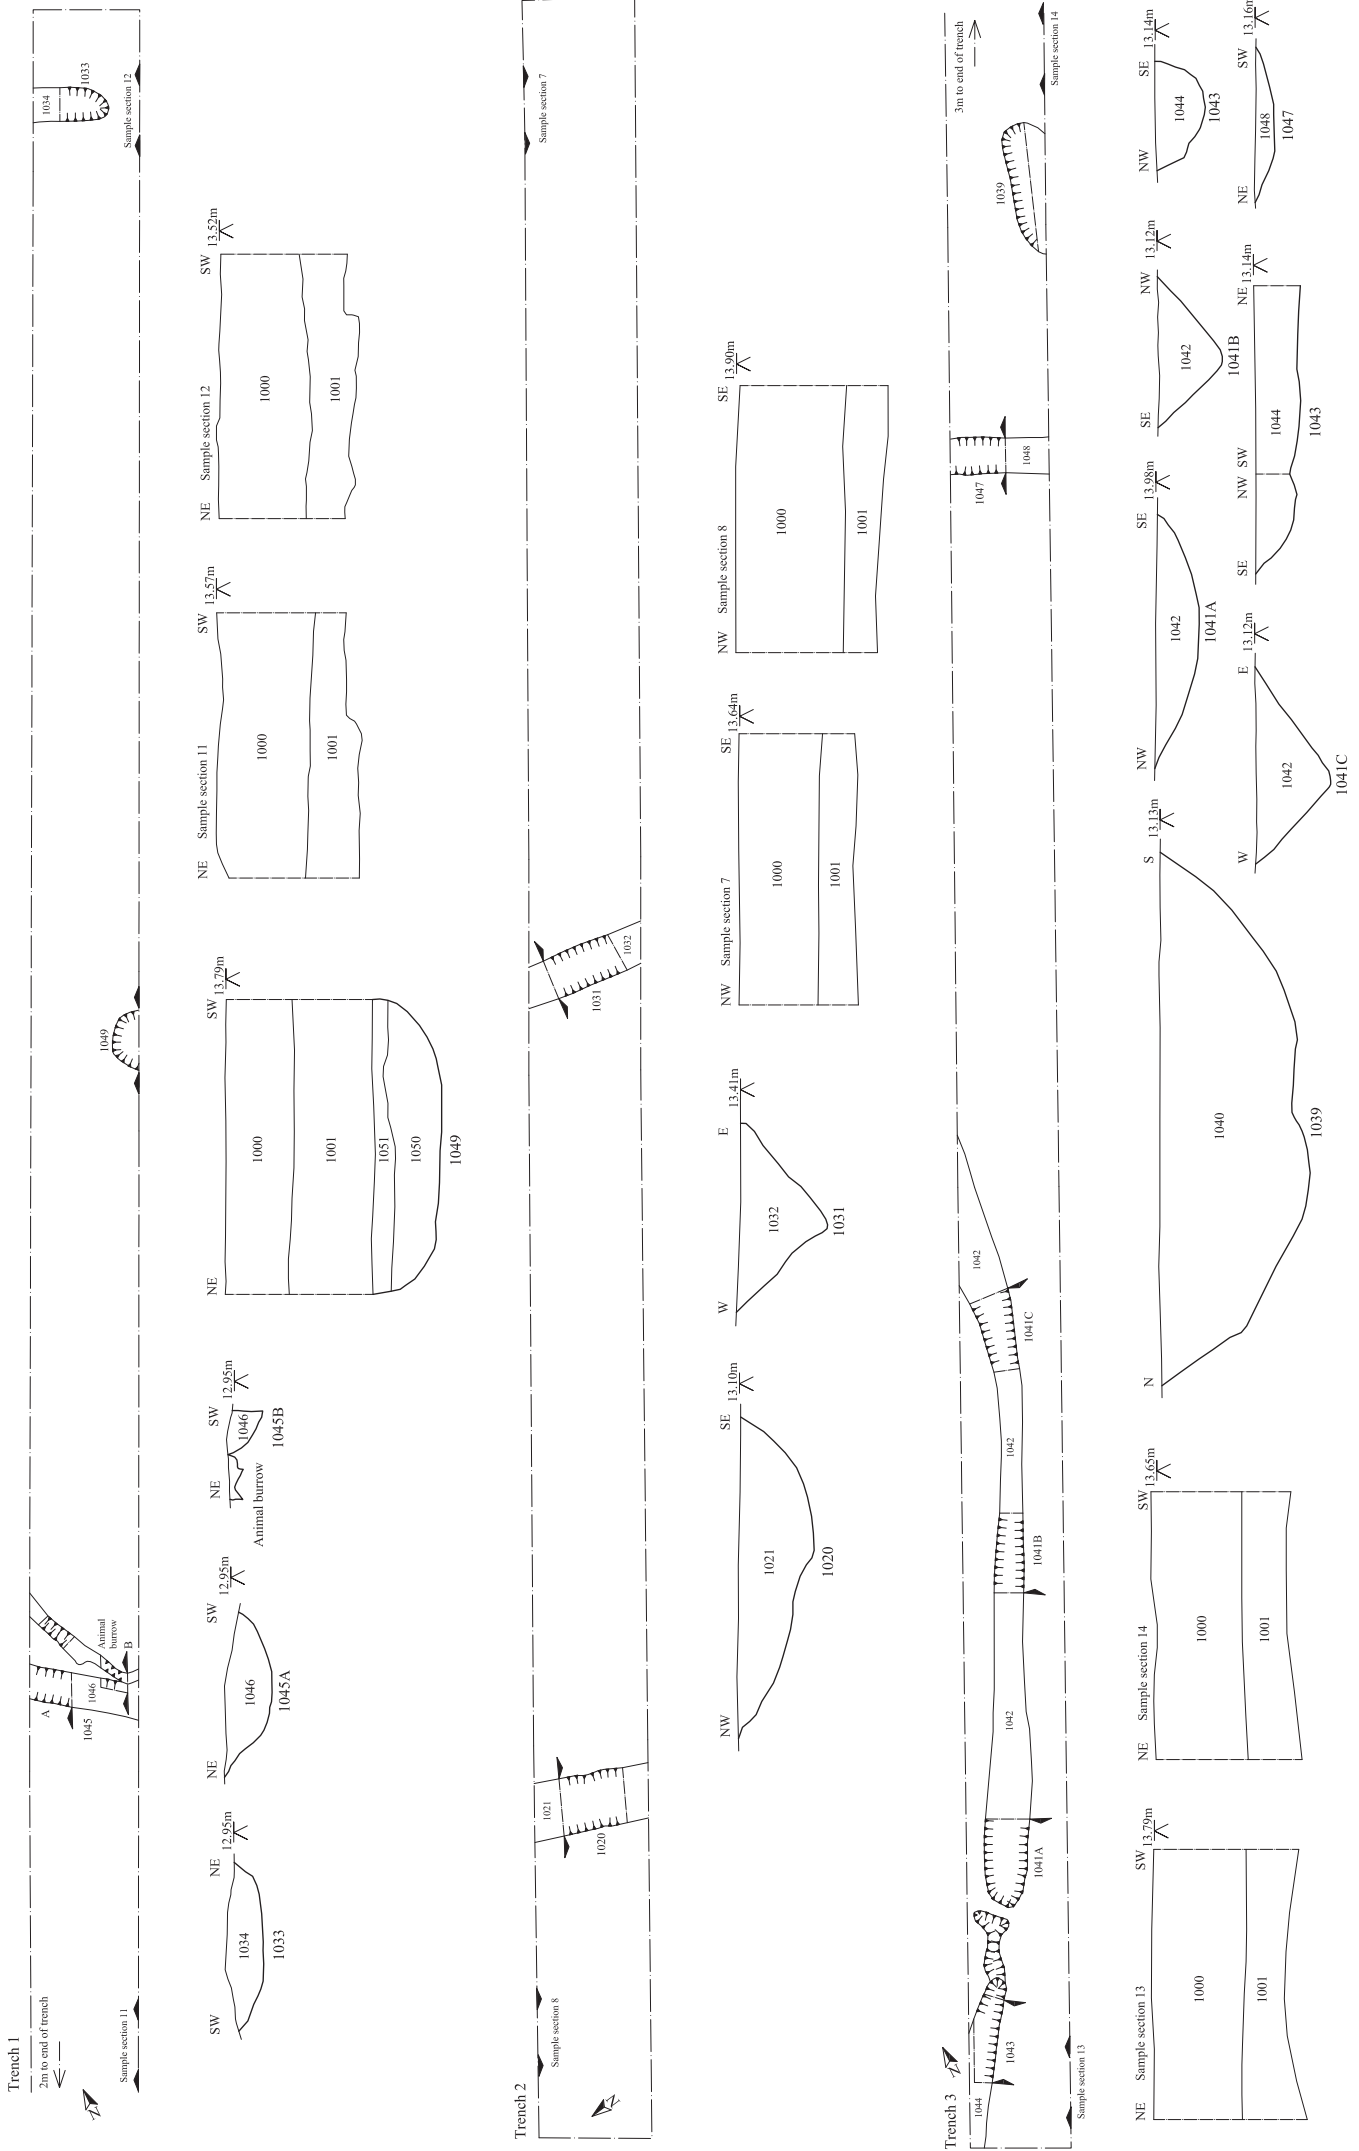 Trench 1
2m to end of trench
N
Sample section 11
A
1045
1046
Animal
burrow
B
1049
1034
1033
Sample section 12
SW
NE
12.95m
1034
1033
NE
SW
12.95m
1046
1045A
NE
SW
12.95m
1046
1045B
Animal burrow
NE
SW
13.79m
1000
1001
1051
1050
1049
NE
Sample section 11
SW
13.57m
1000
1001
NE
Sample section 12
SW
13.52m
1000
1001
Trench 2
N
Sample section 8
1021
1020
1031
1032
Sample section 7
NW
SE
13.10m
1021
1020
W
E
13.41m
1032
1031
NW
Sample section 7
SE
13.64m
1000
1001
NW
Sample section 8
SE
13.90m
1000
1001
Trench 3
N
1044
1043
Sample section 13
1041A
1042
1041B
1042
1041C
1042
1047
1048
1039
3m to end of trench
Sample section 14
NE
Sample section 13
SW
13.79m
1000
1001
NE
Sample section 14
SW
13.65m
1000
1001
N
S
13.13m
1040
1039
NW
SE
13.98m
1042
1041A
SE
NW
13.12m
1042
1041B
NW
SE
13.14m
1044
1043
W
E
13.12m
1042
1041C
SE
NW
SW
NE
13.14m
1044
1043
NE
SW
13.16m
1048
1047